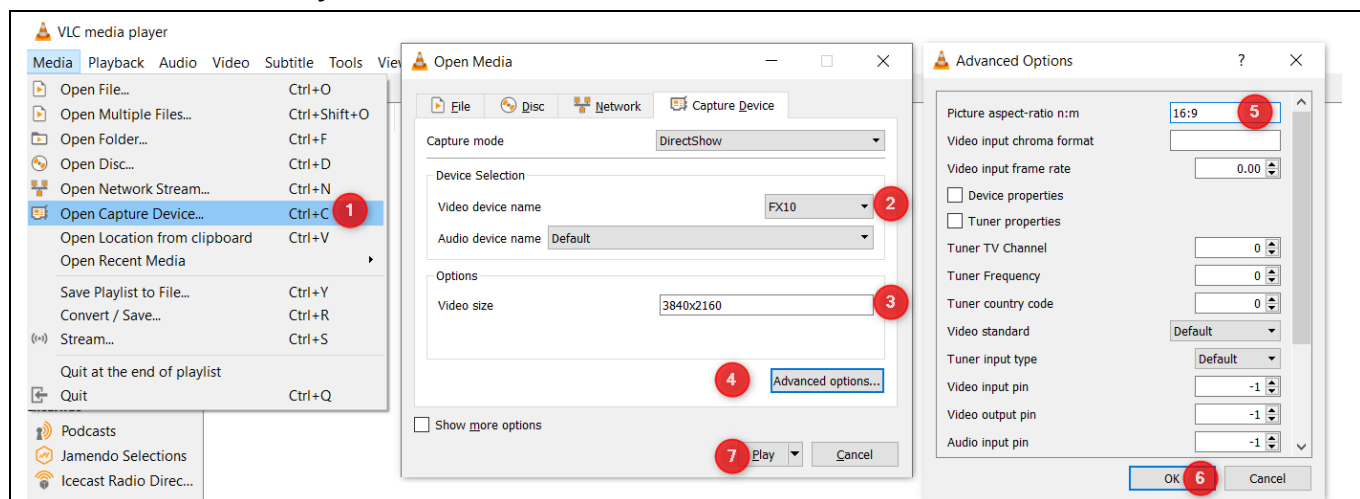 VLC media player
Media Playback Audio Video Subtitle Tools
Open File... Ctrl+O
Open Multiple Files... Ctrl+Shift+O
Open Folder... Ctrl+F
Open Disc... Ctrl+D
Open Network Stream... Ctrl+N
Open Capture Device... Ctrl+C 1
Open Location from clipboard Ctrl+V
Open Recent Media
Save Playlist to File... Ctrl+Y
Convert / Save... Ctrl+R
Stream... Ctrl+S
Quit at the end of playlist
Quit Ctrl+Q
Podcasts
Jamendo Selections
Icecast Radio Direc...
Open Media
File Disc Network Capture Device
Capture mode DirectShow
Device Selection
Video device name FX10 2
Audio device name Default
Options
Video size 3840x2160 3
4 Advanced options...
Show more options
7 Play Cancel
Advanced Options ?
Picture aspect-ratio n:m 16:9 5
Video input chroma format
Video input frame rate 0.00
Device properties
Tuner properties
Tuner TV Channel 0
Tuner Frequency 0
Tuner country code 0
Video standard Default
Tuner input type Default
Video input pin -1
Video output pin -1
Audio input pin -1
OK 6 Cancel